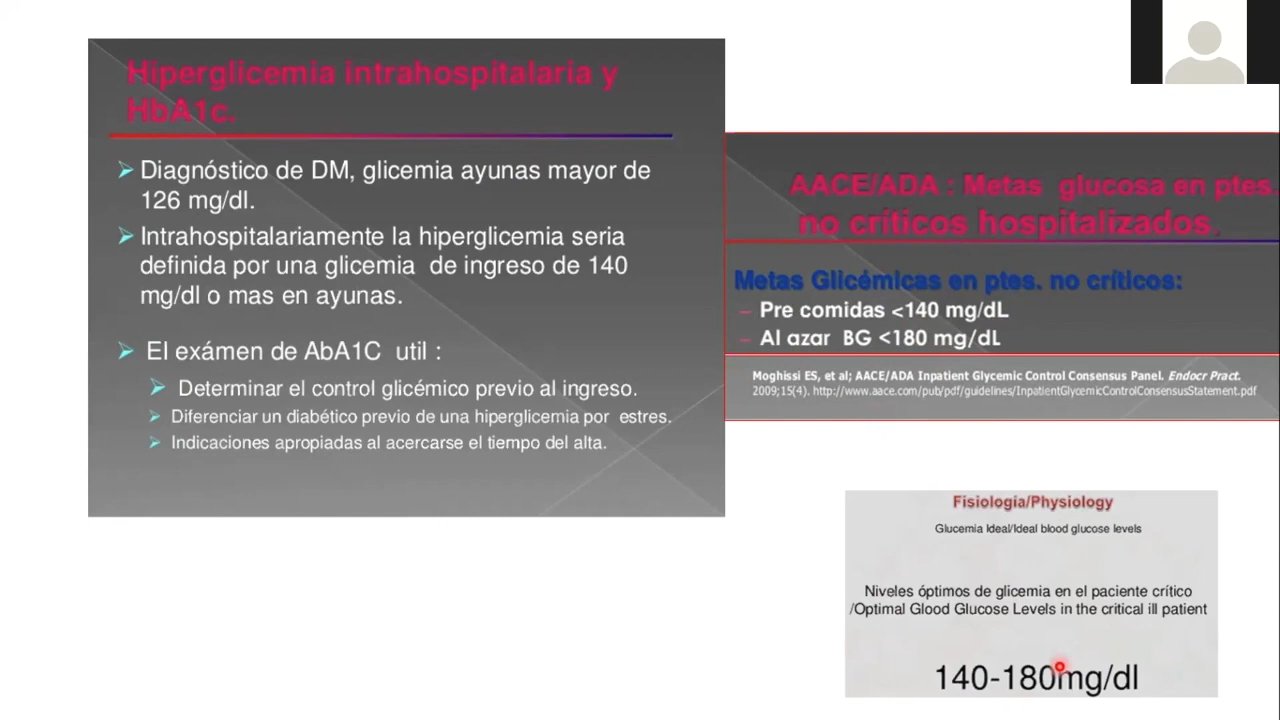 Hiperglicemia intrahospitalaria y
HbA1c.
Diagnóstico de DM, glicemia ayunas mayor de
126 mg/dl.
Intrahospitalariamente la hiperglicemia seria
definida por una glicemia de ingreso de 140
mg/dl o mas en ayunas.
El exámen de AbA1C util :
Determinar el control glicémico previo al ingreso.
Diferenciar un diabético previo de una hiperglicemia por estres.
Indicaciones apropiadas al acercarse el tiempo del alta.
AACE/ADA : Metas glucosa en ptes.
no críticos hospitalizados.
Metas Glicémicas en ptes. no críticos:
– Pre comidas <140 mg/dL
– Al azar BG <180 mg/dL
Moghissi ES, et al; AACE/ADA Inpatient Glycemic Control Consensus Panel. Endocr Pract.
2009;15(4). http://www.aace.com/pub/pdf/guidelines/InpatientGlycemicControlConsensusStatement.pdf
Fisiología/Physiology
Glucemia Ideal/Ideal blood glucose levels
Niveles óptimos de glicemia en el paciente crítico
/Optimal Glood Glucose Levels in the critical ill patient
140-180mg/dl